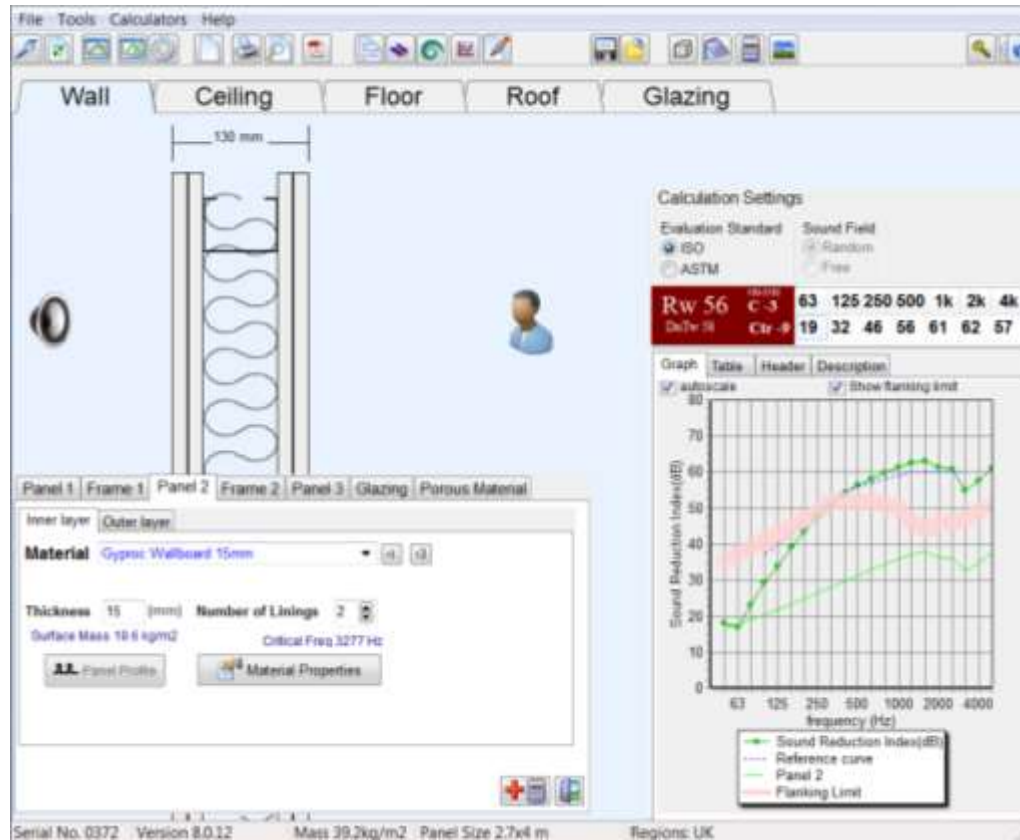 File Tools Calculators Help
Wall Ceiling Floor Roof Glazing
130 mm
Calculation Settings
Evaluation Standard Sound Field
ISO Random
ASTM Free
Rw 56 C -3 63 125 250 500 1k 2k 4k
Ctr -9 19 32 46 56 61 62 57
Graph Table Header Description
autoscale Show flanking limit
80
70
60
50
40
30
20
10
0
Sound Reduction Index(dB)
63 125 250 500 1000 2000 4000
frequency (Hz)
Sound Reduction Index(dB)
Reference curve
Panel 2
Flanking Limit
Panel 1 Frame 1 Panel 2 Frame 2 Panel 3 Glazing Porous Material
Inner layer Outer layer
Material Gyproc Wallboard 15mm
Thickness 15 (mm) Number of Linings 2
Surface Mass 19.6 kg/m2 Critical Freq 3277 Hz
Panel Profile Material Properties
Serial No. 0372 Version 8.0.12 Mass 39.2kg/m2 Panel Size 2.7x4 m Regions: UK